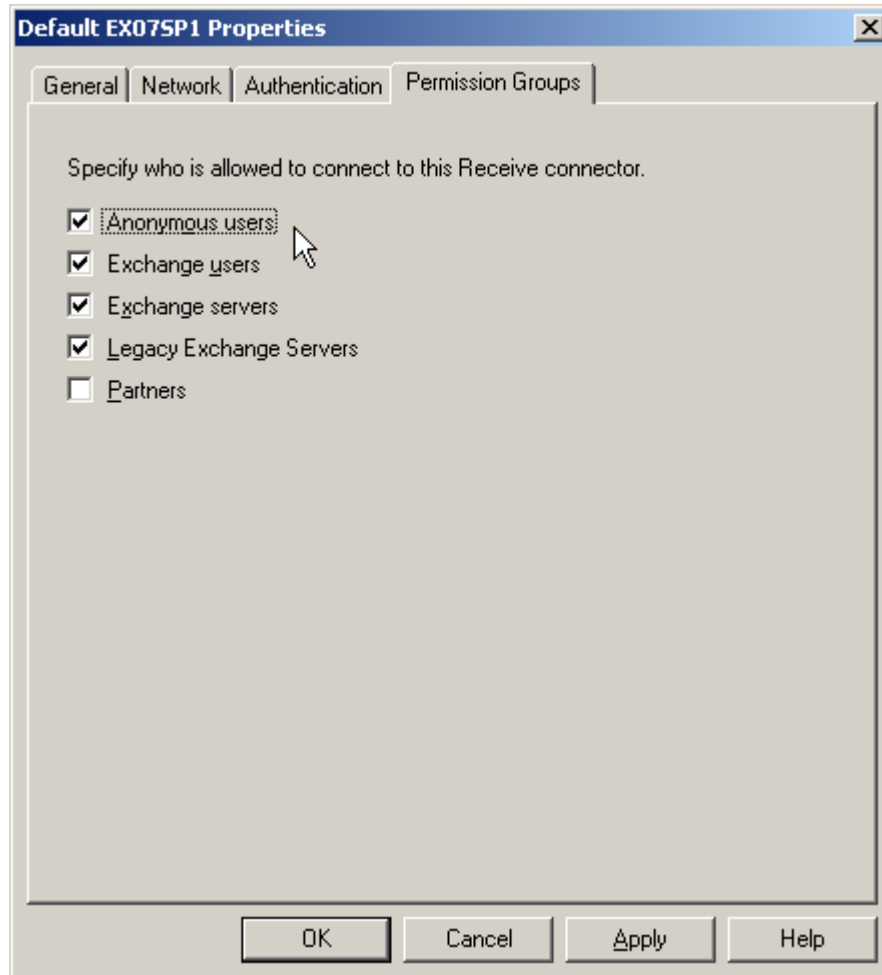 Default EX07SP1 Properties
General Network Authentication Permission Groups
Specify who is allowed to connect to this Receive connector.
Anonymous users
Exchange users
Exchange servers
Legacy Exchange Servers
Partners
OK Cancel Apply Help